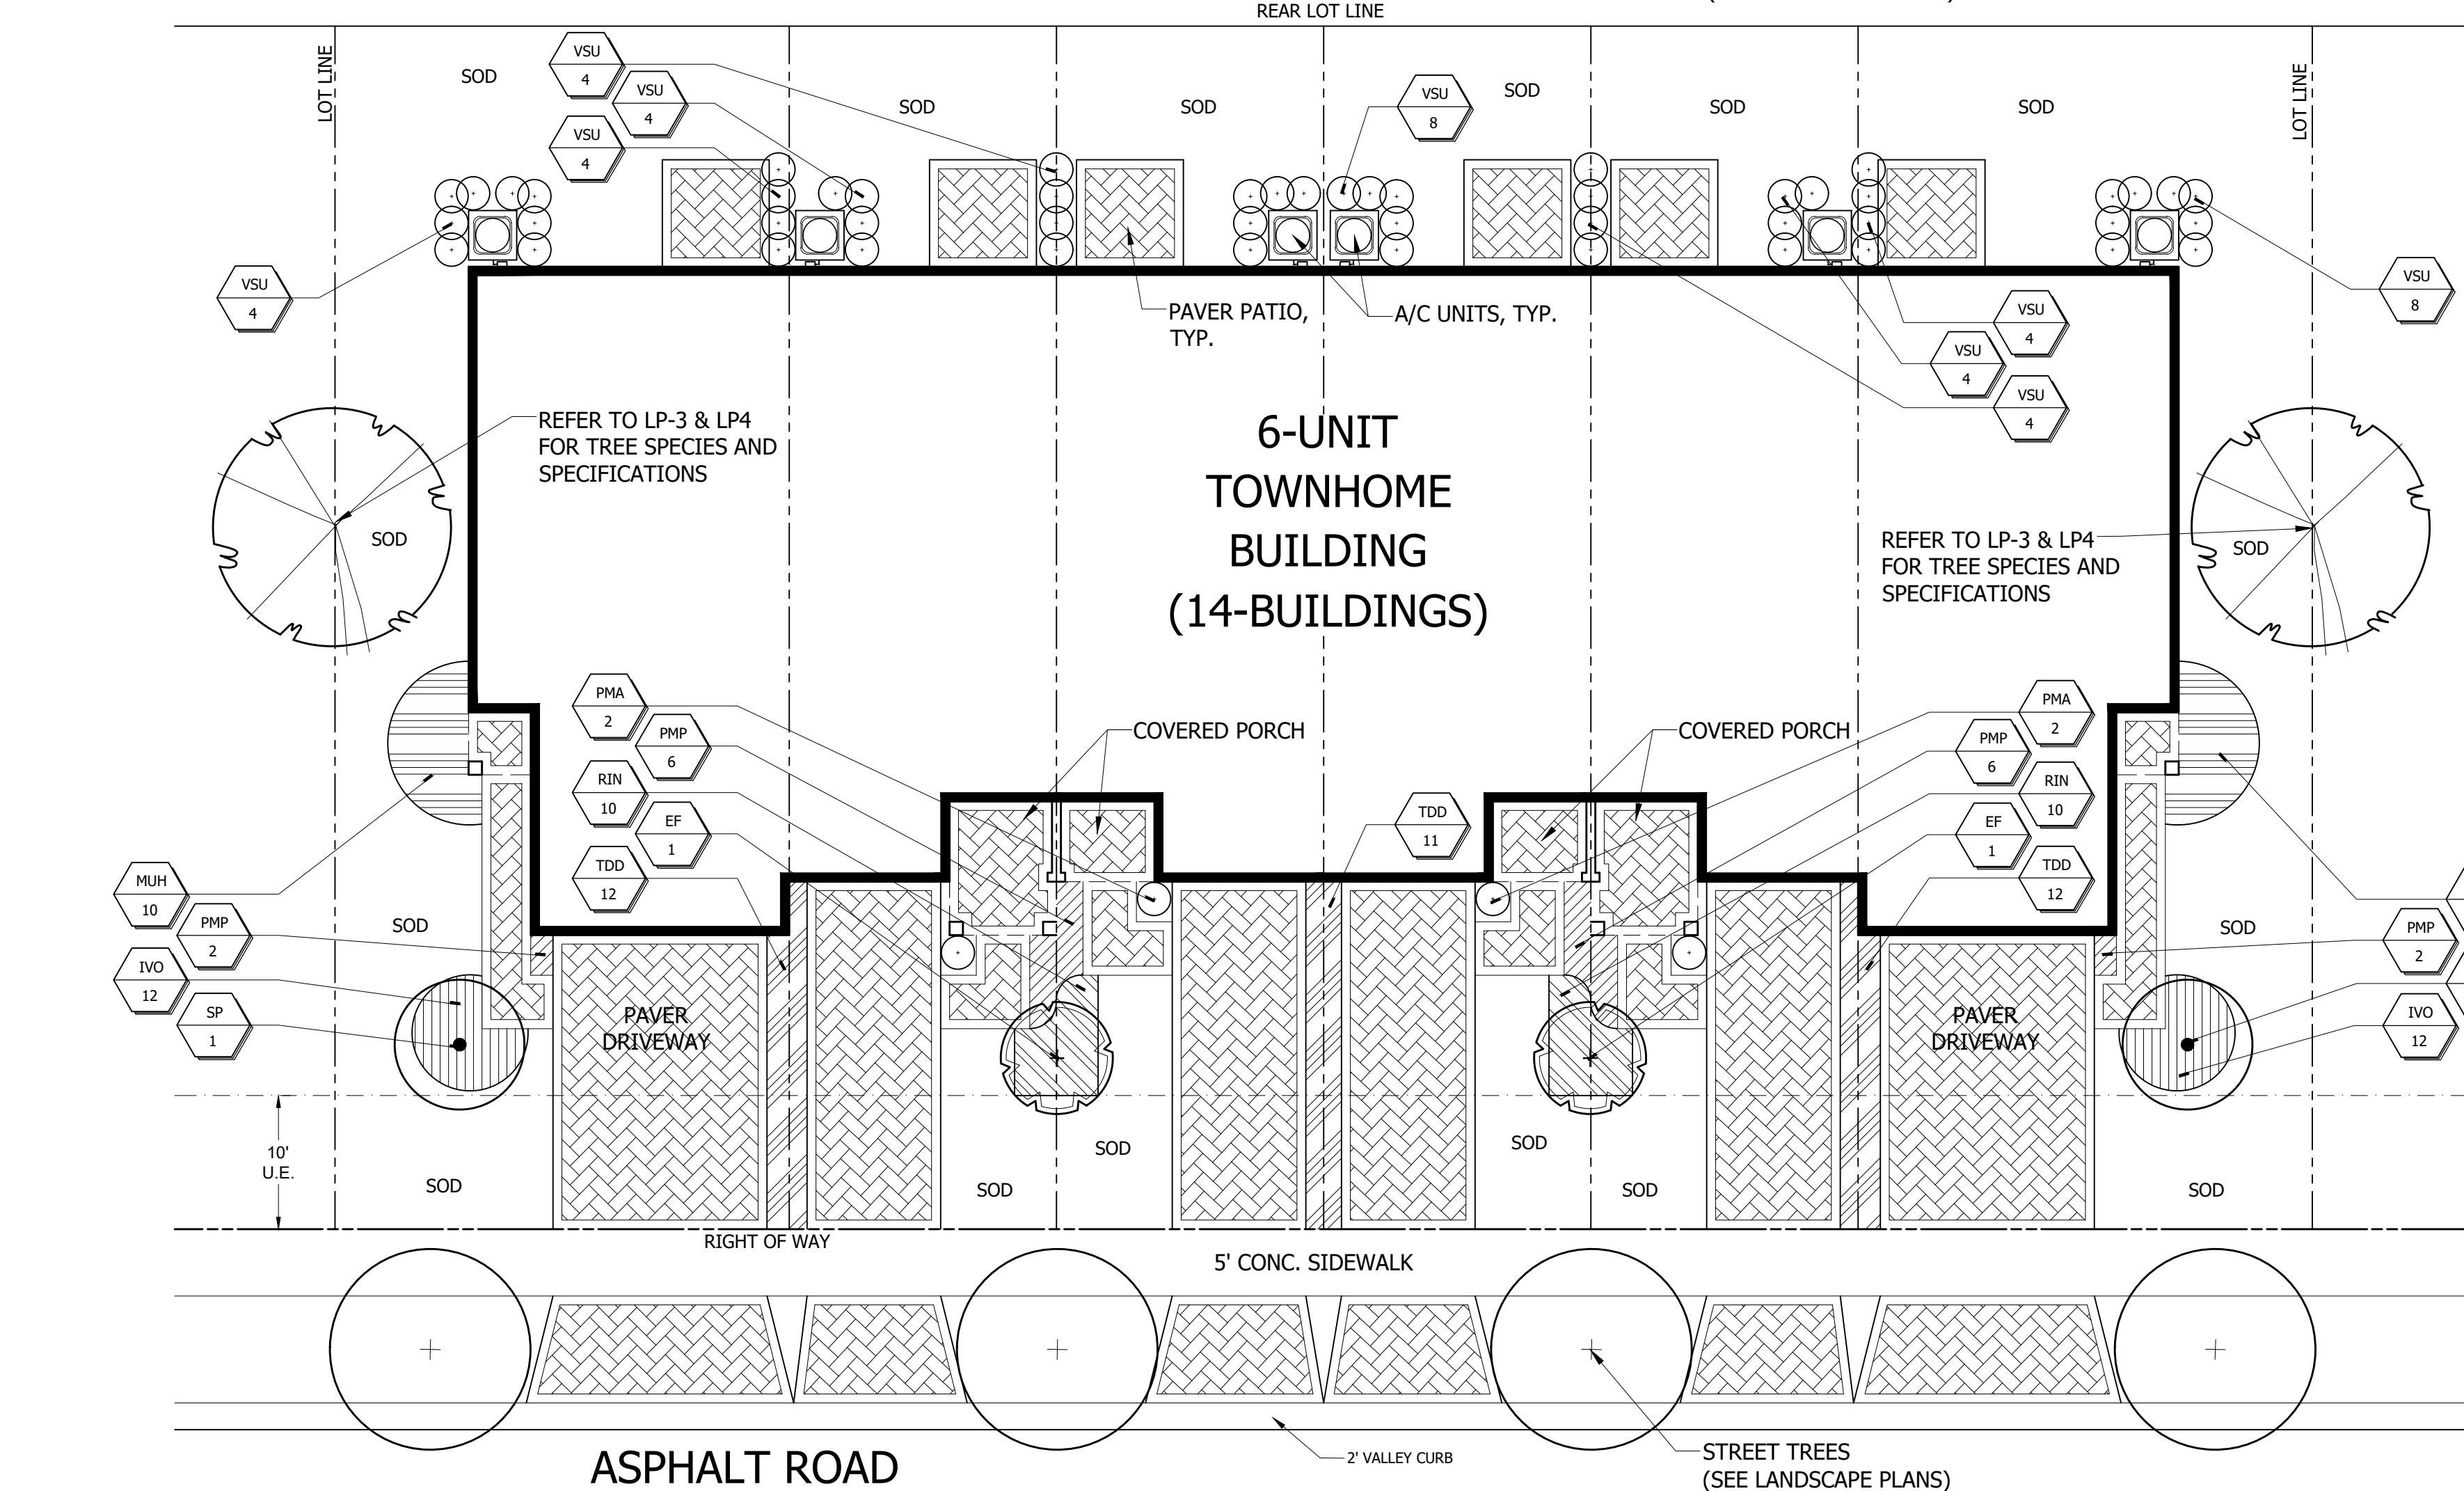 REAR LOT LINE
LOT LINE
LOT LINE
SOD
VSU
4
VSU
4
VSU
4
SOD
SOD
VSU
8
SOD
SOD
SOD
VSU
4
PAVER PATIO,
TYP.
A/C UNITS, TYP.
VSU
4
VSU
4
VSU
4
VSU
8
REFER TO LP-3 & LP4
FOR TREE SPECIES AND
SPECIFICATIONS
SOD
6-UNIT
TOWNHOME
BUILDING
(14-BUILDINGS)
REFER TO LP-3 & LP4
FOR TREE SPECIES AND
SPECIFICATIONS
SOD
PMA
2
PMP
6
RIN
10
EF
1
TDD
12
COVERED PORCH
TDD
11
COVERED PORCH
PMA
2
PMP
6
RIN
10
EF
1
TDD
12
MUH
10
PMP
2
IVO
12
SP
1
SOD
SOD
PMP
2
IVO
12
PAVER
DRIVEWAY
PAVER
DRIVEWAY
10'
U.E.
SOD
SOD
SOD
SOD
SOD
SOD
RIGHT OF WAY
5' CONC. SIDEWALK
ASPHALT ROAD
2' VALLEY CURB
STREET TREES
(SEE LANDSCAPE PLANS)